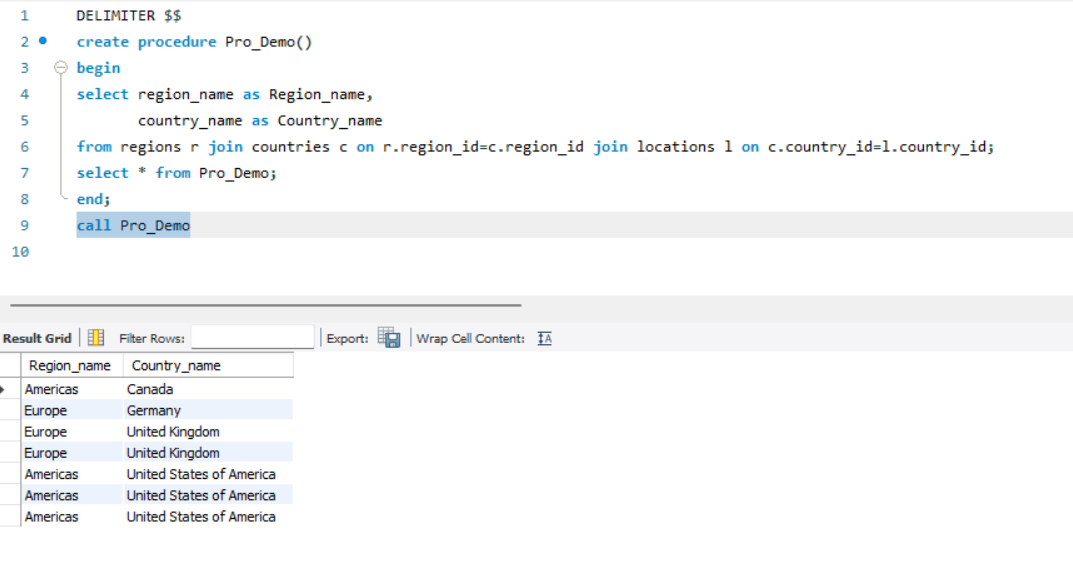 1 DELIMITER $$
2 create procedure Pro_Demo()
3 begin
4 select region_name as Region_name,
5 country_name as Country_name
6 from regions r join countries c on r.region_id=c.region_id join locations l on c.country_id=l.country_id;
7 select * from Pro_Demo;
8 end;
9 call Pro_Demo
10
Result Grid Filter Rows: Export: Wrap Cell Content: IA
Region_name Country_name
Americas Canada
Europe Germany
Europe United Kingdom
Europe United Kingdom
Americas United States of America
Americas United States of America
Americas United States of America